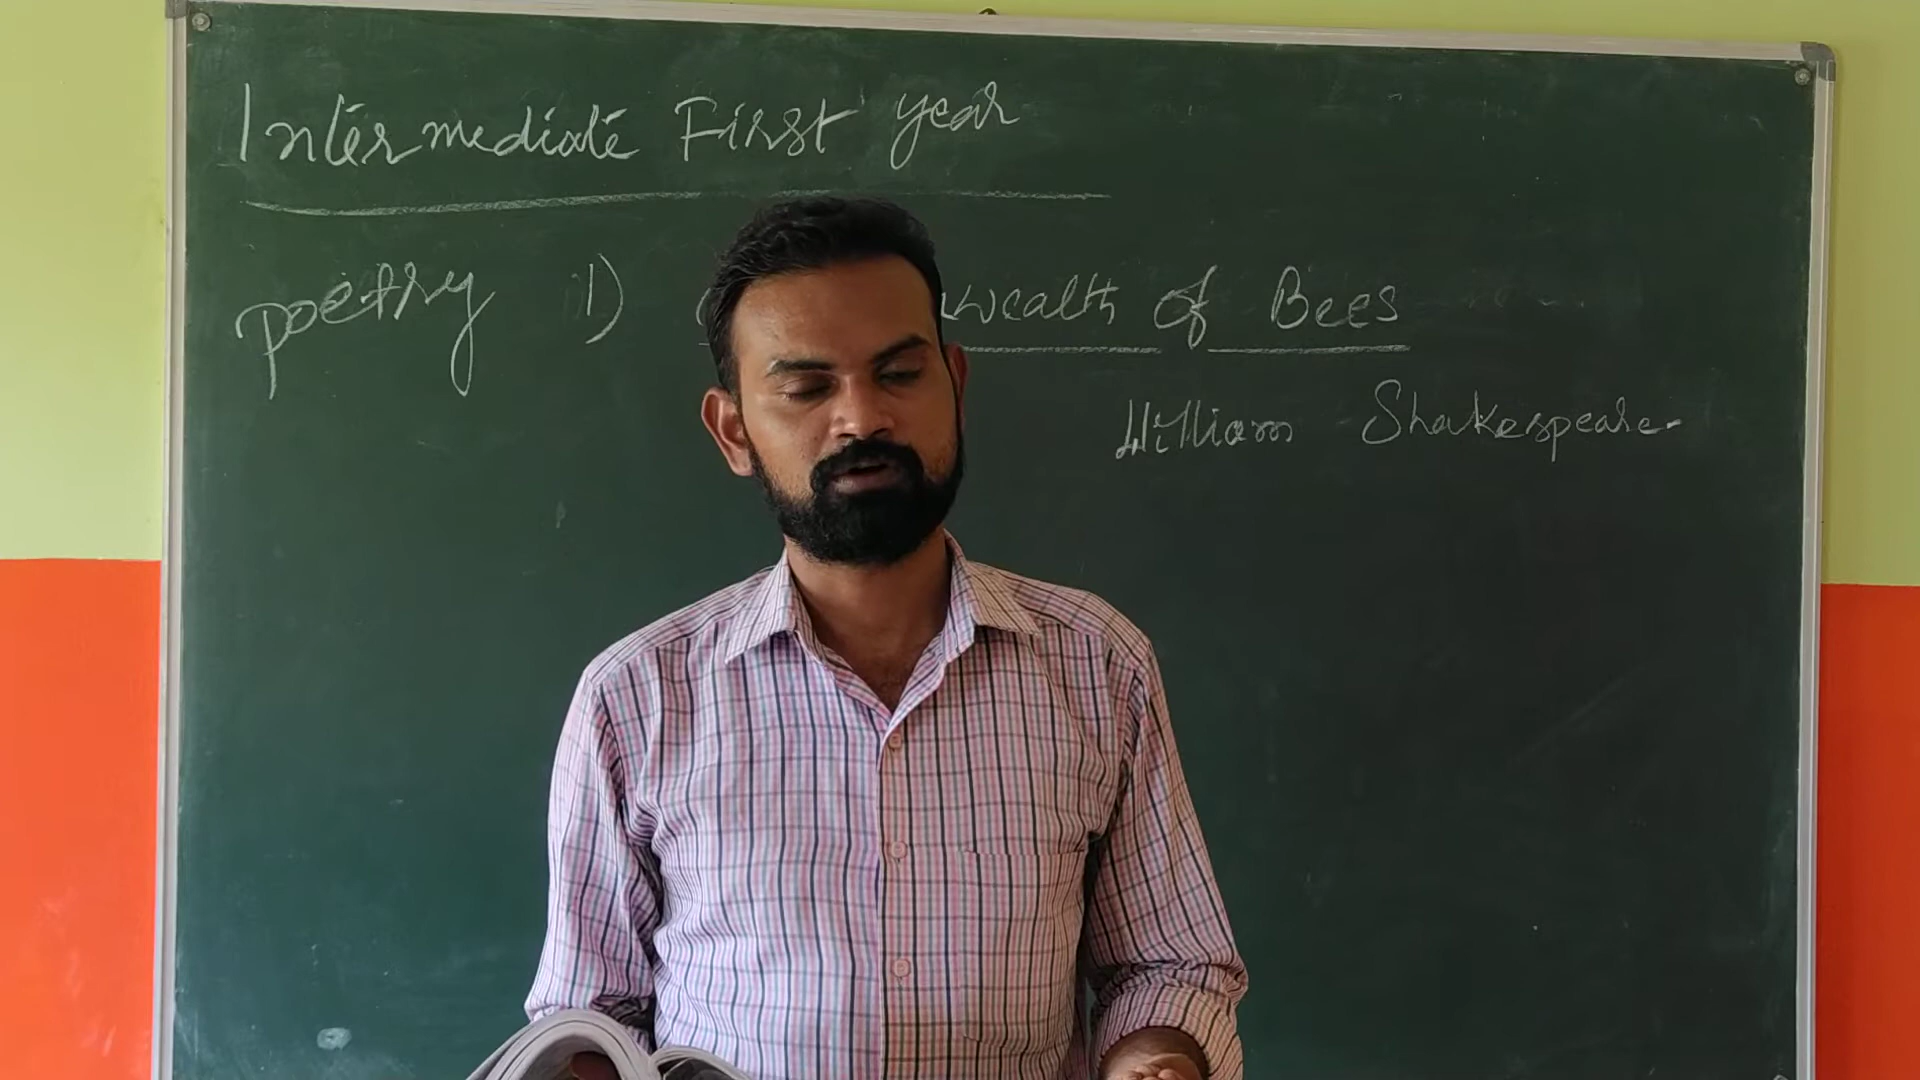 Intermediate First year
poetry 1) wealth of Bees
William Shakespeare